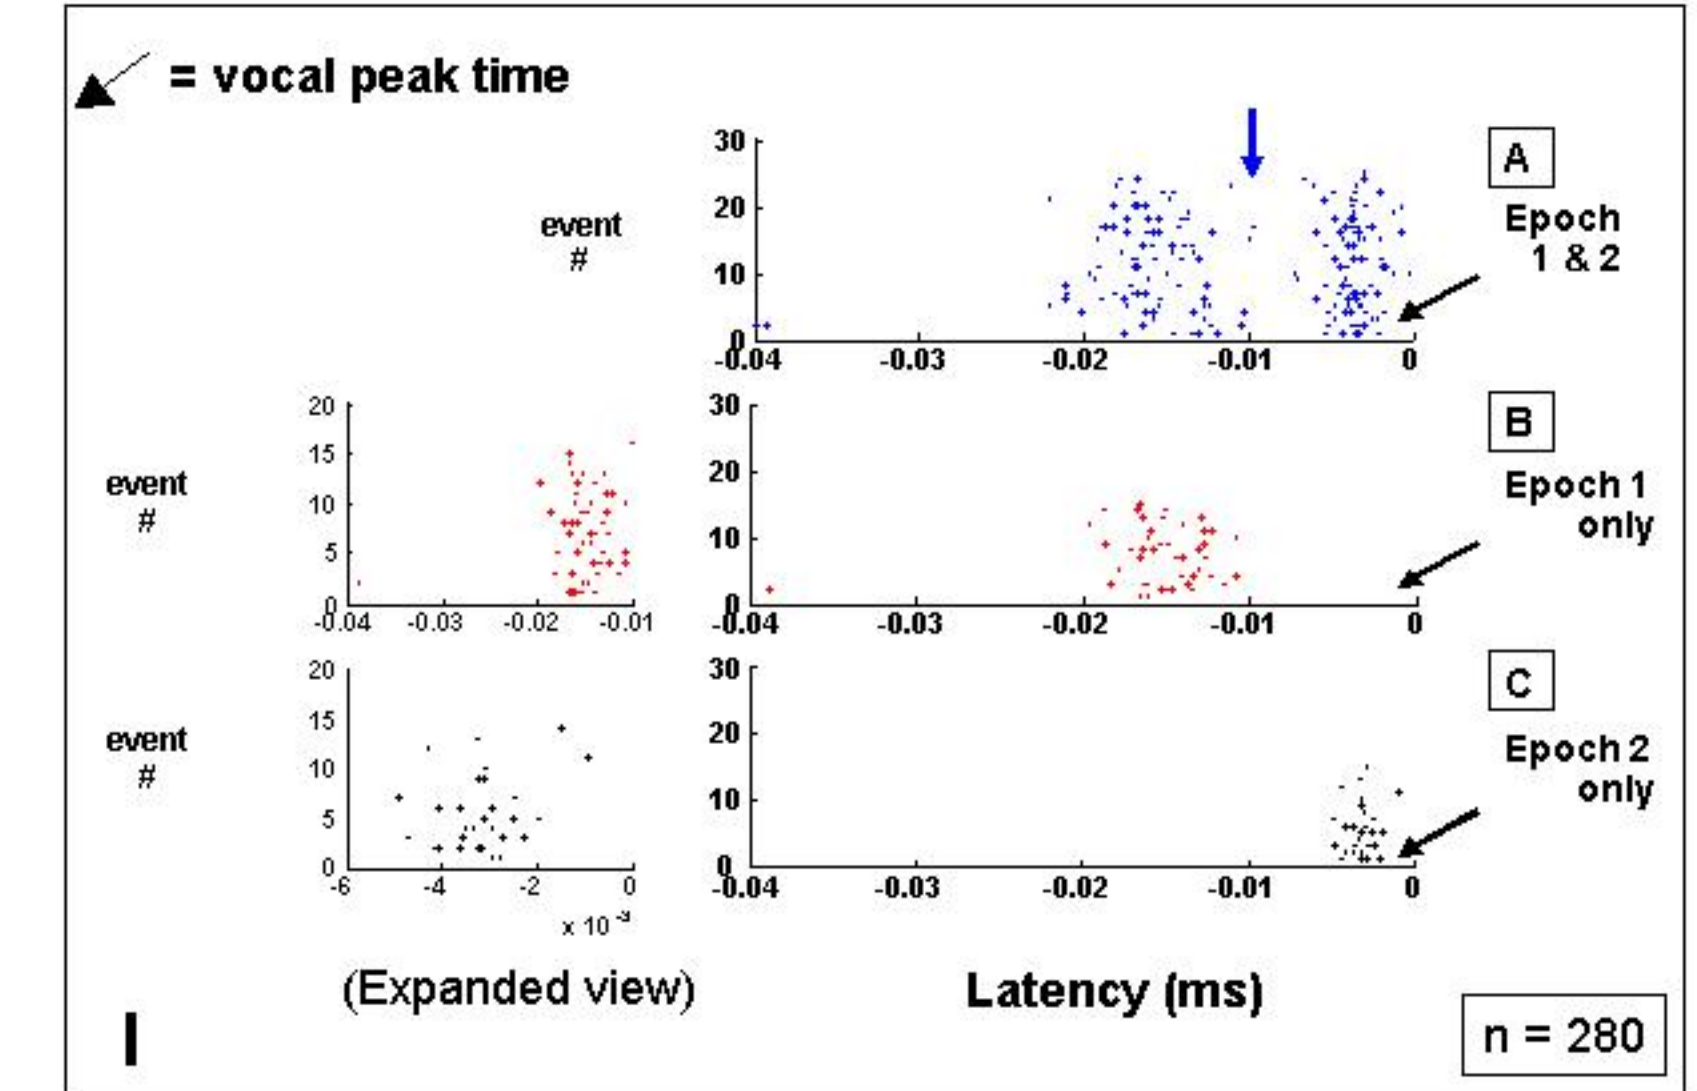 = vocal peak time
A
Epoch
1 & 2
event
#
30
20
10
0
-0.04 -0.03 -0.02 -0.01 0
B
Epoch 1
only
event
#
20
15
10
5
0
-0.04 -0.03 -0.02 -0.01
30
20
10
0
-0.04 -0.03 -0.02 -0.01 0
C
Epoch 2
only
event
#
20
15
10
5
0
-6 -4 -2 0
x 10 -3
30
20
10
0
-0.04 -0.03 -0.02 -0.01 0
(Expanded view)
Latency (ms)
I
n = 280